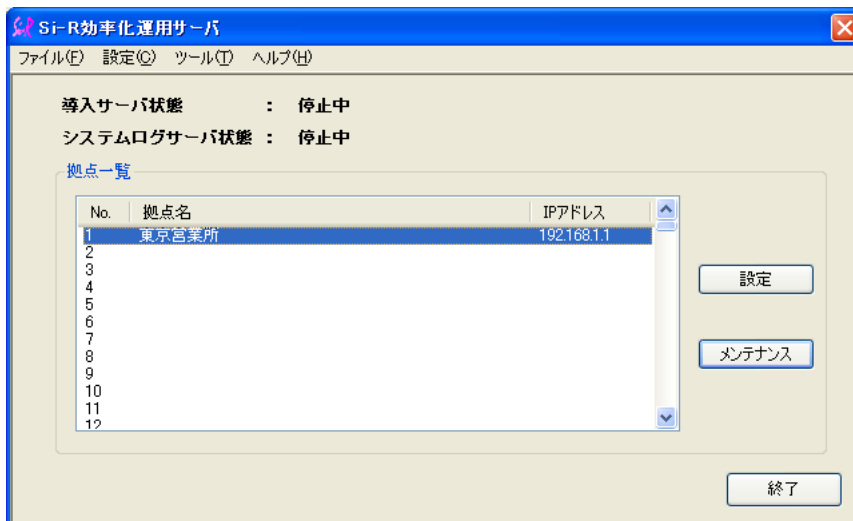 Si-R効率化運用サーバ
ファイル(F) 設定(C) ツール(T) ヘルプ(H)
導入サーバ状態 : 停止中
システムログサーバ状態 : 停止中
拠点一覧
No. 拠点名 IPアドレス
1 東京営業所 192.168.1.1
2
3
4
5
6
7
8
9
10
11
12
設定
メンテナンス
終了